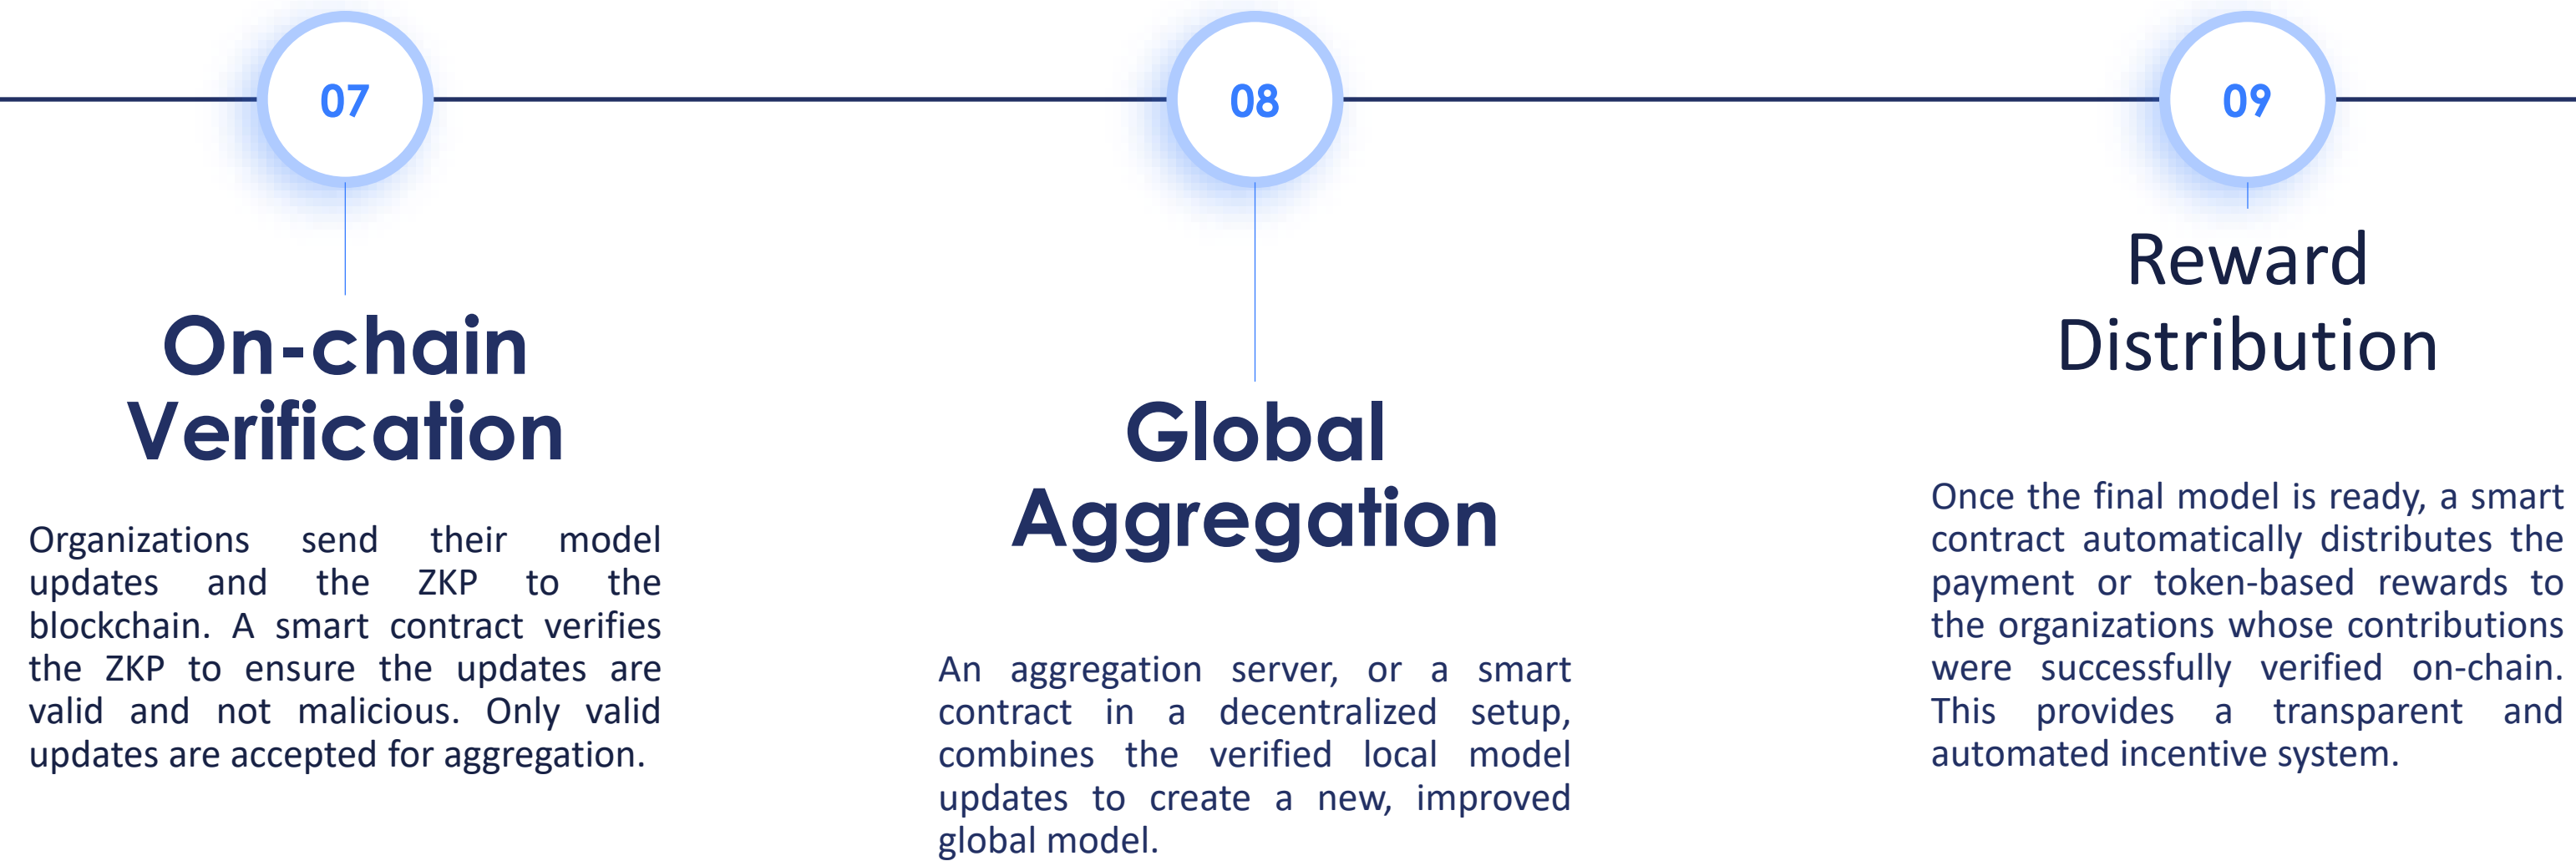 07
On-chain
Verification
Organizations send their model
updates and the ZKP to the
blockchain. A smart contract verifies
the ZKP to ensure the updates are
valid and not malicious. Only valid
updates are accepted for aggregation.
08
Global
Aggregation
An aggregation server, or a smart
contract in a decentralized setup,
combines the verified local model
updates to create a new, improved
global model.
09
Reward
Distribution
Once the final model is ready, a smart
contract automatically distributes the
payment or token-based rewards to
the organizations whose contributions
were successfully verified on-chain.
This provides a transparent and
automated incentive system.